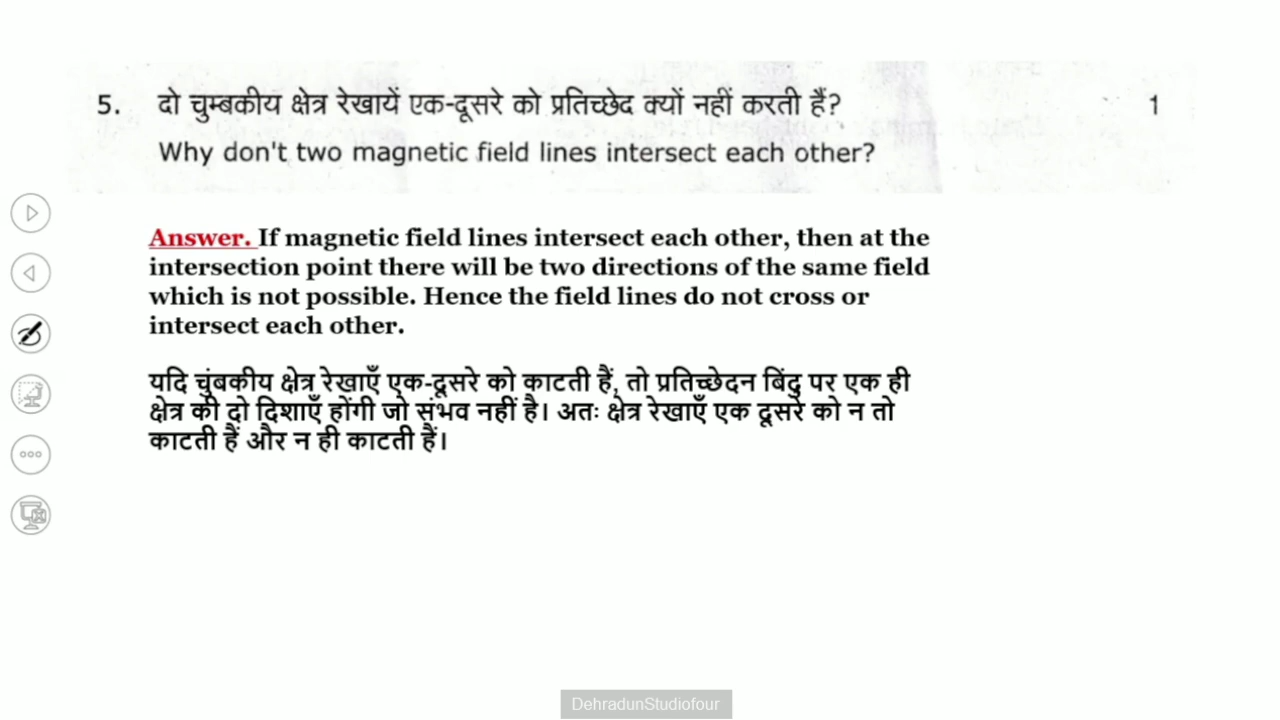 5. दो चुम्बकीय क्षेत्र रेखायें एक-दूसरे को प्रतिच्छेद क्यों नहीं करती हैं? 1
Why don't two magnetic field lines intersect each other?
Answer. If magnetic field lines intersect each other, then at the
intersection point there will be two directions of the same field
which is not possible. Hence the field lines do not cross or
intersect each other.
यदि चुंबकीय क्षेत्र रेखाएँ एक-दूसरे को काटती हैं, तो प्रतिच्छेदन बिंदु पर एक ही
क्षेत्र की दो दिशाएँ होंगी जो संभव नहीं है। अतः क्षेत्र रेखाएँ एक दूसरे को न तो
काटती हैं और न ही काटती हैं।
DehradunStudiofour